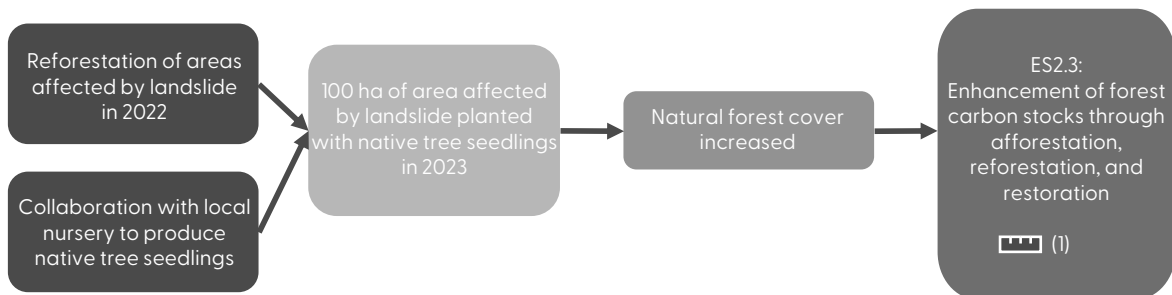 Reforestation of areas
affected by landslide
in 2022
Collaboration with local
nursery to produce
native tree seedlings
100 ha of area affected
by landslide planted
with native tree seedlings
in 2023
Natural forest cover
increased
ES2.3:
Enhancement of forest
carbon stocks through
afforestation,
reforestation, and
restoration
(1)